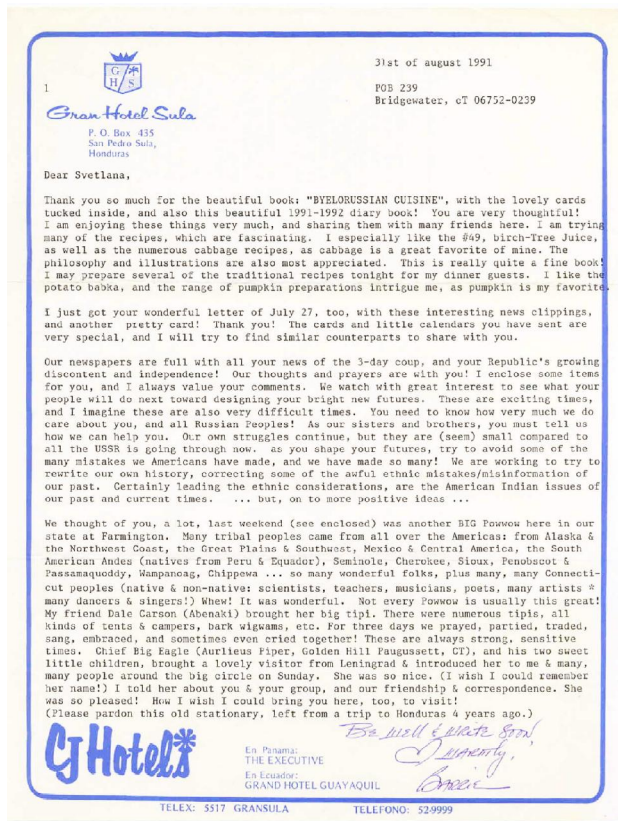 31st of august 1991
G H S
1
POB 239
Bridgewater, cT 06752-0239
Gran Hotel Sula
P. O. Box 435
San Pedro Sula,
Honduras
Dear Svetlana,
Thank you so much for the beautiful book: "BYELORUSSIAN CUISINE", with the lovely cards
tucked inside, and also this beautiful 1991-1992 diary book! You are very thoughtful!
I am enjoying these things very much, and sharing them with many friends here. I am trying
many of the recipes, which are fascinating. I especially like the #49, birch-Tree Juice,
as well as the numerous cabbage recipes, as cabbage is a great favorite of mine. The
philosophy and illustrations are also most appreciated. This is really quite a fine book!
I may prepare several of the traditional recipes tonight for my dinner guests. I like the
potato babka, and the range of pumpkin preparations intrigue me, as pumpkin is my favorite.
I just got your wonderful letter of July 27, too, with these interesting news clippings,
and another pretty card! Thank you! The cards and little calendars you have sent are
very special, and I will try to find similar counterparts to share with you.
Our newspapers are full with all your news of the 3-day coup, and your Republic's growing
discontent and independence! Our thoughts and prayers are with you! I enclose some items
for you, and I always value your comments. We watch with great interest to see what your
people will do next toward designing your bright new futures. These are exciting times,
and I imagine these are also very difficult times. You need to know how very much we do
care about you, and all Russian Peoples! As our sisters and brothers, you must tell us
how we can help you. Our own struggles continue, but they are (seem) small compared to
all the USSR is going through now. as you shape your futures, try to avoid some of the
many mistakes we Americans have made, and we have made so many! We are working to try to
rewrite our own history, correcting some of the awful ethnic mistakes/misinformation of
our past. Certainly leading the ethnic considerations, are the American Indian issues of
our past and current times. ... but, on to more positive ideas ...
We thought of you, a lot, last weekend (see enclosed) was another BIG Powwow here in our
state at Farmington. Many tribal peoples came from all over the Americas: from Alaska &
the Northwest Coast, the Great Plains & Southwest, Mexico & Central America, the South
American Andes (natives from Peru & Equador), Seminole, Cherokee, Sioux, Penobscot &
Passamaquoddy, Wampanoag, Chippewa ... so many wonderful folks, plus many, many Connecti-
cut peoples (native & non-native: scientists, teachers, musicians, poets, many artists *
many dancers & singers!) Whew! It was wonderful. Not every Powwow is usually this great!
My friend Dale Carson (Abenaki) brought her big tipi. There were numerous tipis, all
kinds of tents & campers, bark wigwams, etc. For three days we prayed, partied, traded,
sang, embraced, and sometimes even cried together! These are always strong, sensitive
times. Chief Big Eagle (Aurlieus Piper, Golden Hill Paugussett, CT), and his two sweet
little children, brought a lovely visitor from Leningrad & introduced her to me & many,
many people around the big circle on Sunday. She was so nice. (I wish I could remember
her name!) I told her about you & your group, and our friendship & correspondence. She
was so pleased! How I wish I could bring you here, too, to visit!
(Please pardon this old stationary, left from a trip to Honduras 4 years ago.)
Be well & write soon!
Warmly,
Barrie
GJ Hotels
En Panama:
THE EXECUTIVE
En Ecuador:
GRAND HOTEL GUAYAQUIL
TELEX: 5517 GRANSULA
TELEFONO: 52-9999